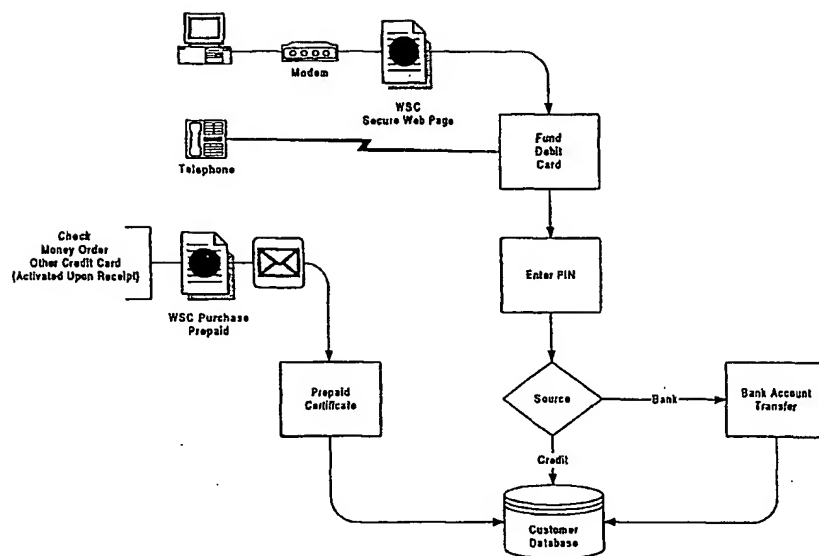 Modem
WSC
Secure Web Page
Telephone
Fund
Debit
Card
Check
Money Order
Other Credit Card
(Activated Upon Receipt)
WSC Purchase
Prepaid
Enter PIN
Prepaid
Certificate
Source
Bank
Bank Account
Transfer
Credit
Customer
Database